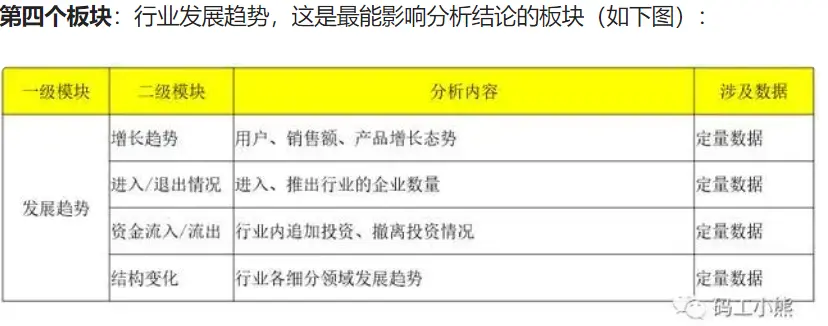 第四个板块：行业发展趋势，这是最能影响分析结论的板块（如下图）：
一级模块 二级模块 分析内容 涉及数据
发展趋势
增长趋势 用户、销售额、产品增长态势 定量数据
进入/退出情况 进入、推出行业的企业数量 定量数据
资金流入/流出 行业内追加投资、撤离投资情况 定量数据
结构变化 行业各细分领域发展趋势 定量数据
码工小熊